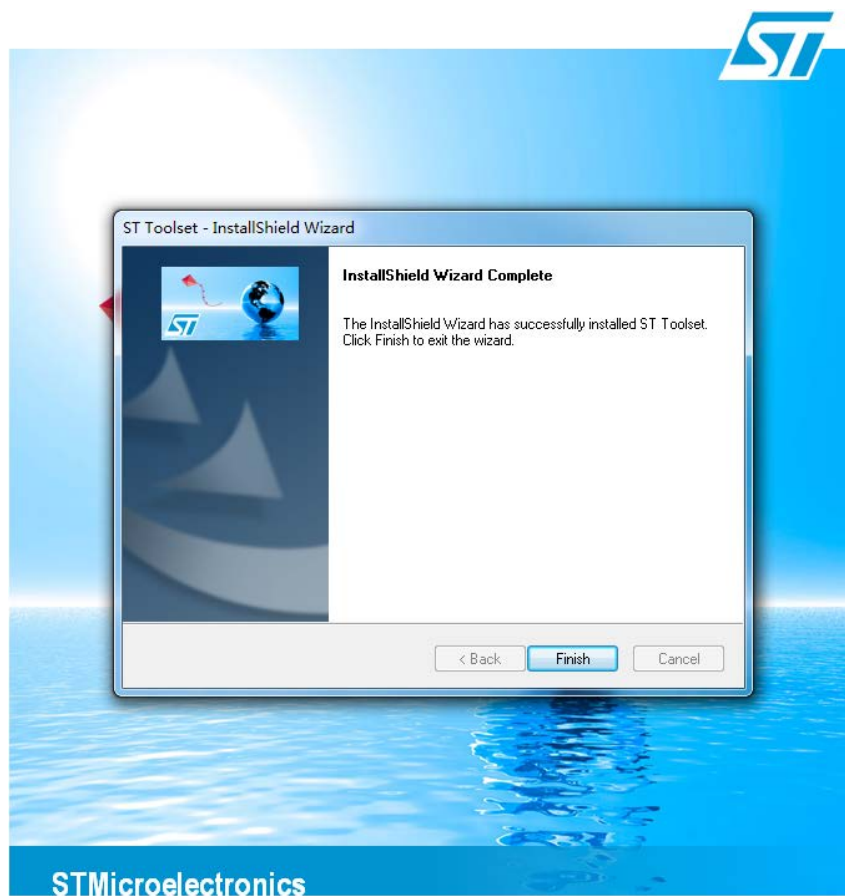 ST
ST Toolset - InstallShield Wizard
ST
InstallShield Wizard Complete
The InstallShield Wizard has successfully installed ST Toolset.
Click Finish to exit the wizard.
< Back
Finish
Cancel
STMicroelectronics